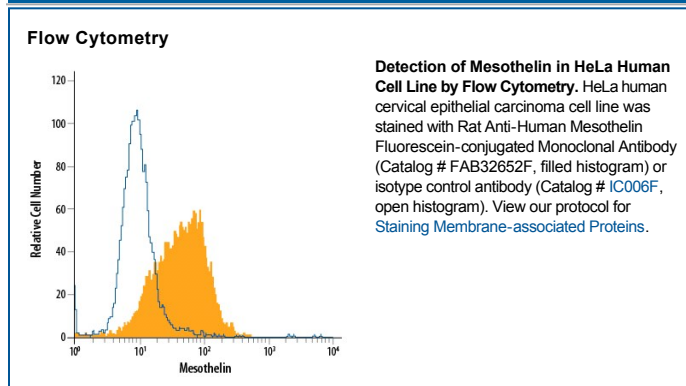 Flow Cytometry
120
100
80
60
40
20
0
Relative Cell Number
10⁰ 10¹ 10² 10³ 10⁴
Mesothelin
Detection of Mesothelin in HeLa Human
Cell Line by Flow Cytometry. HeLa human
cervical epithelial carcinoma cell line was
stained with Rat Anti-Human Mesothelin
Fluorescein-conjugated Monoclonal Antibody
(Catalog # FAB32652F, filled histogram) or
isotype control antibody (Catalog # IC006F,
open histogram). View our protocol for
Staining Membrane-associated Proteins.